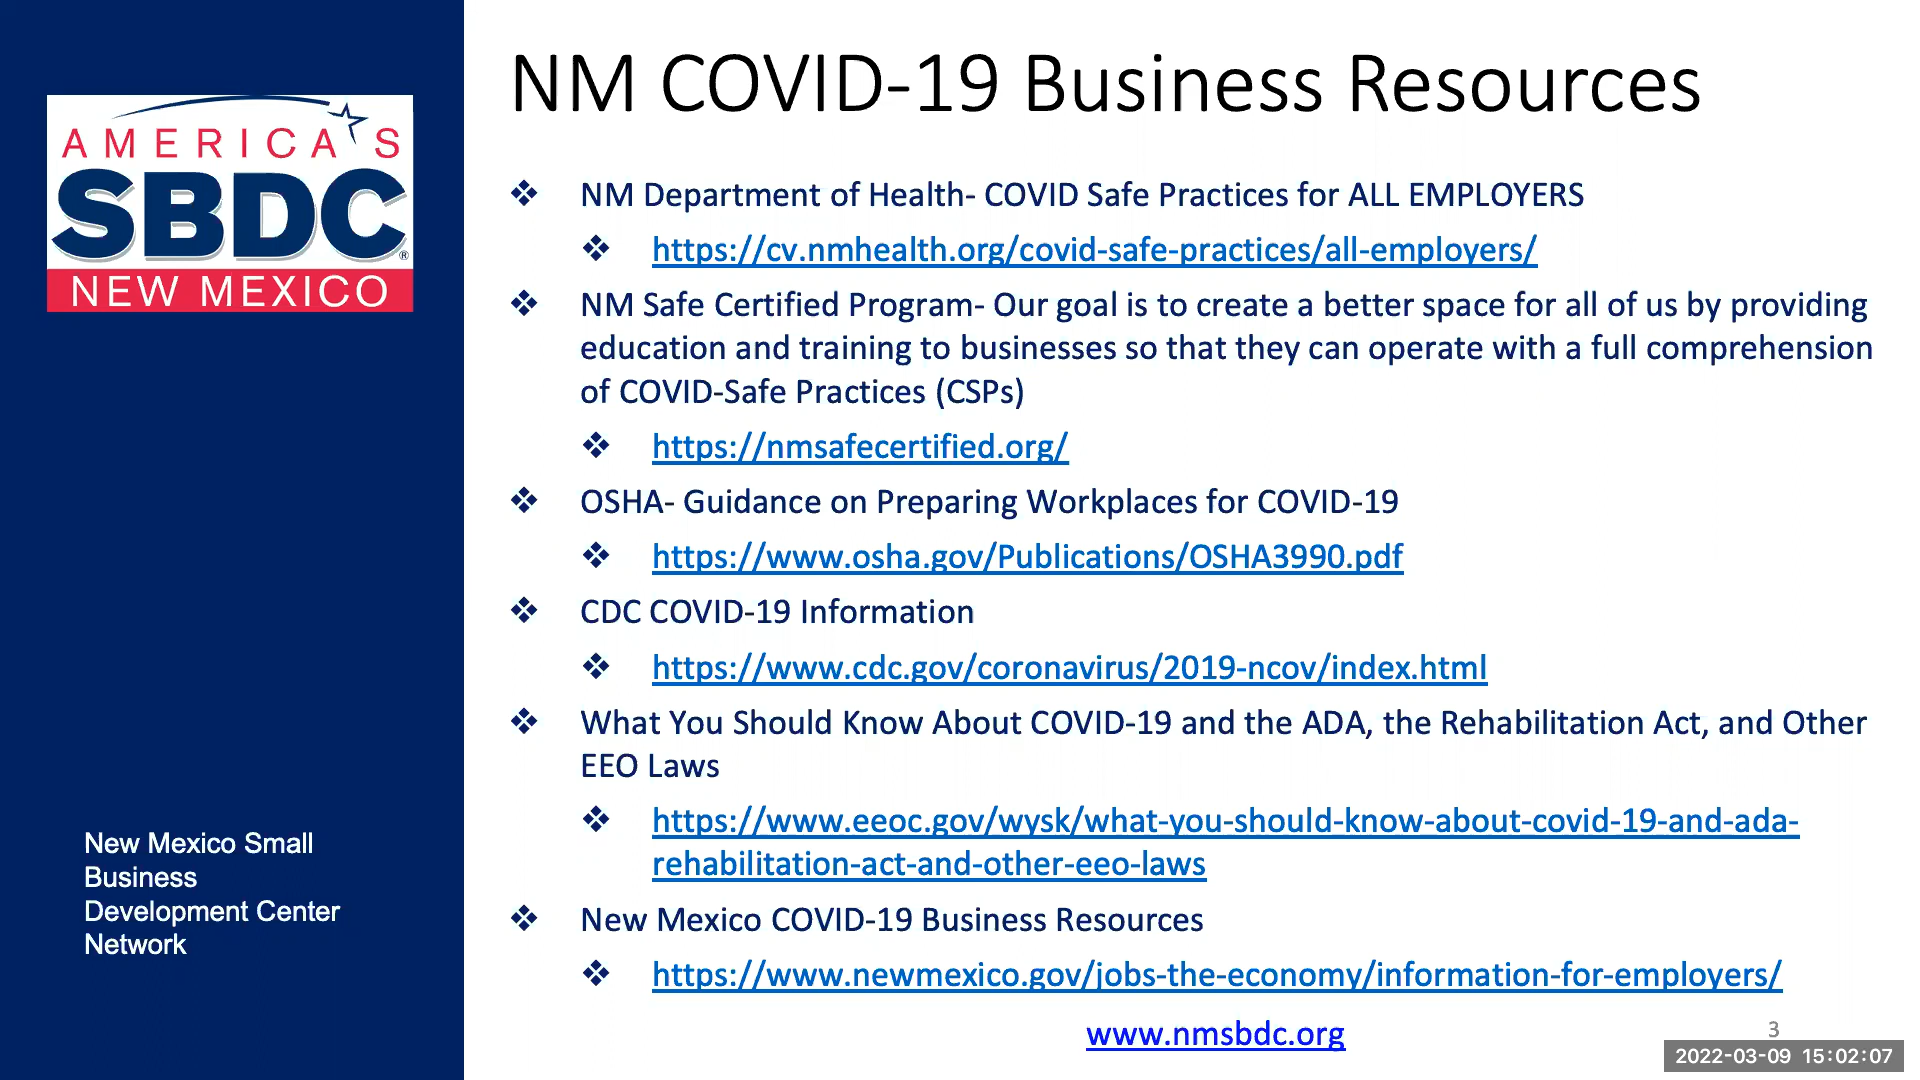 NM COVID-19 Business Resources
AMERICA'S
SBDC®
NEW MEXICO
❖ NM Department of Health- COVID Safe Practices for ALL EMPLOYERS
❖ https://cv.nmhealth.org/covid-safe-practices/all-employers/
❖ NM Safe Certified Program- Our goal is to create a better space for all of us by providing
education and training to businesses so that they can operate with a full comprehension
of COVID-Safe Practices (CSPs)
❖ https://nmsafecertified.org/
❖ OSHA- Guidance on Preparing Workplaces for COVID-19
❖ https://www.osha.gov/Publications/OSHA3990.pdf
❖ CDC COVID-19 Information
❖ https://www.cdc.gov/coronavirus/2019-ncov/index.html
❖ What You Should Know About COVID-19 and the ADA, the Rehabilitation Act, and Other
EEO Laws
❖ https://www.eeoc.gov/wysk/what-you-should-know-about-covid-19-and-ada-
rehabilitation-act-and-other-eeo-laws
❖ New Mexico COVID-19 Business Resources
❖ https://www.newmexico.gov/jobs-the-economy/information-for-employers/
New Mexico Small
Business
Development Center
Network
www.nmsbdc.org
3
2022-03-09 15:02:07